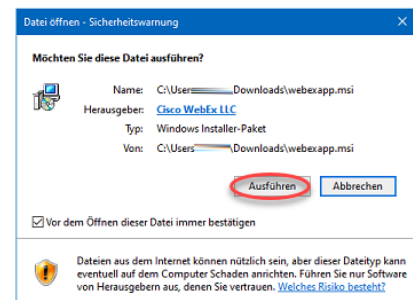 Datei öffnen - Sicherheitswarnung
Möchten Sie diese Datei ausführen?
Name: C:\Users Downloads\webexapp.msi
Herausgeber: Cisco WebEx LLC
Typ: Windows Installer-Paket
Von: C:\Users \Downloads\webexapp.msi
Ausführen Abbrechen
Vor dem Öffnen dieser Datei immer bestätigen
Dateien aus dem Internet können nützlich sein, aber dieser Dateityp kann
eventuell auf dem Computer Schaden anrichten. Führen Sie nur Software
von Herausgebern aus, denen Sie vertrauen. Welches Risiko besteht?